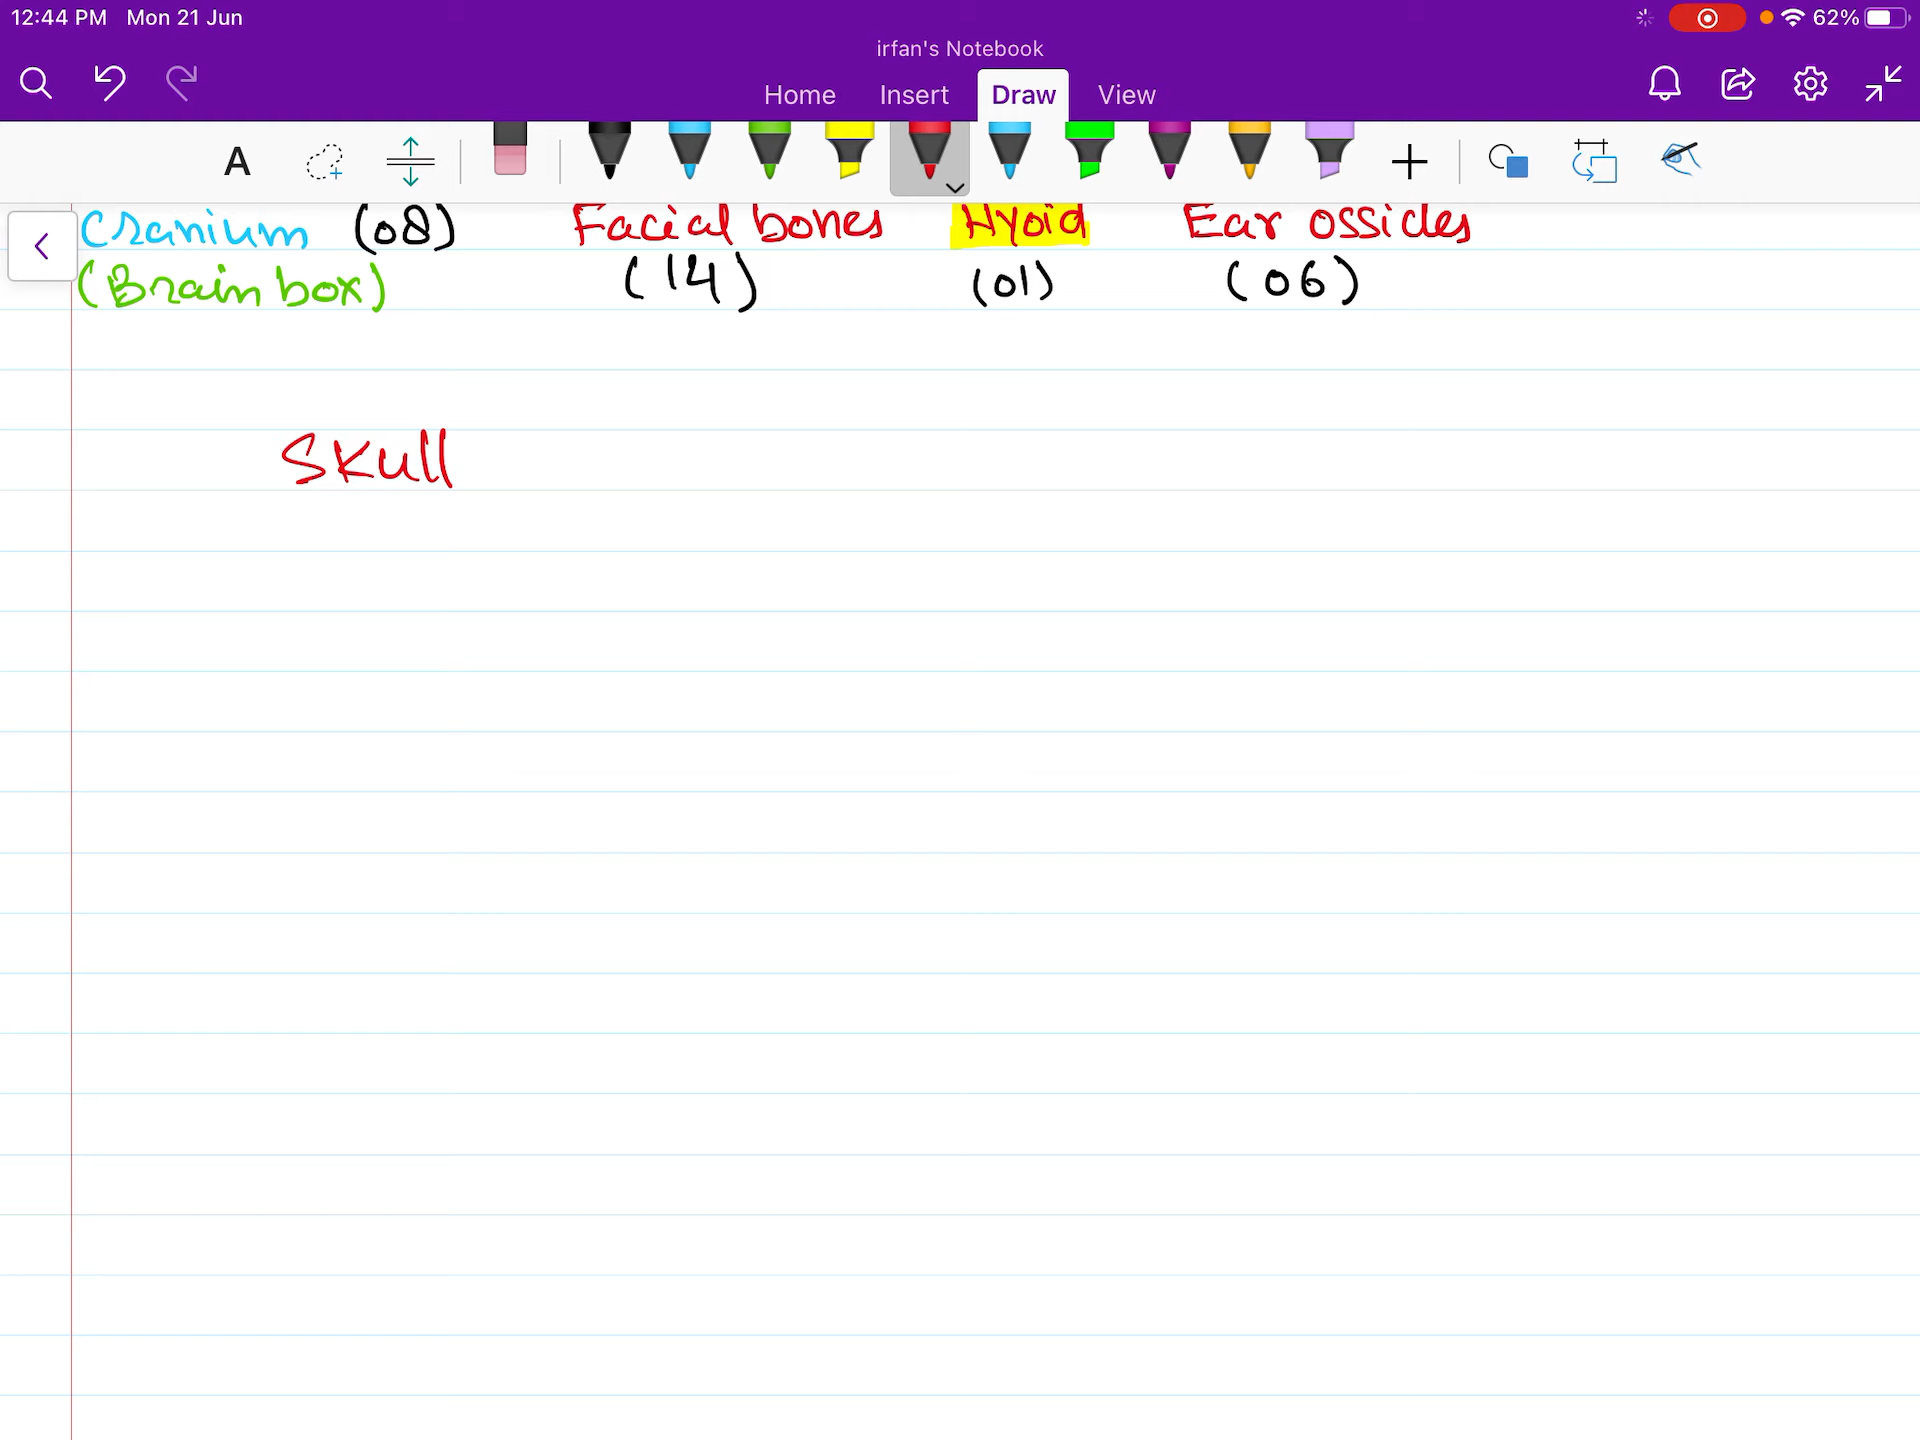 12:44 PM Mon 21 Jun 62%
irfan's Notebook
Home Insert Draw View
A
Cranium (08) Facial bones Hyoid Ear ossicles
(Brain box) (14) (01) (06)
Skull